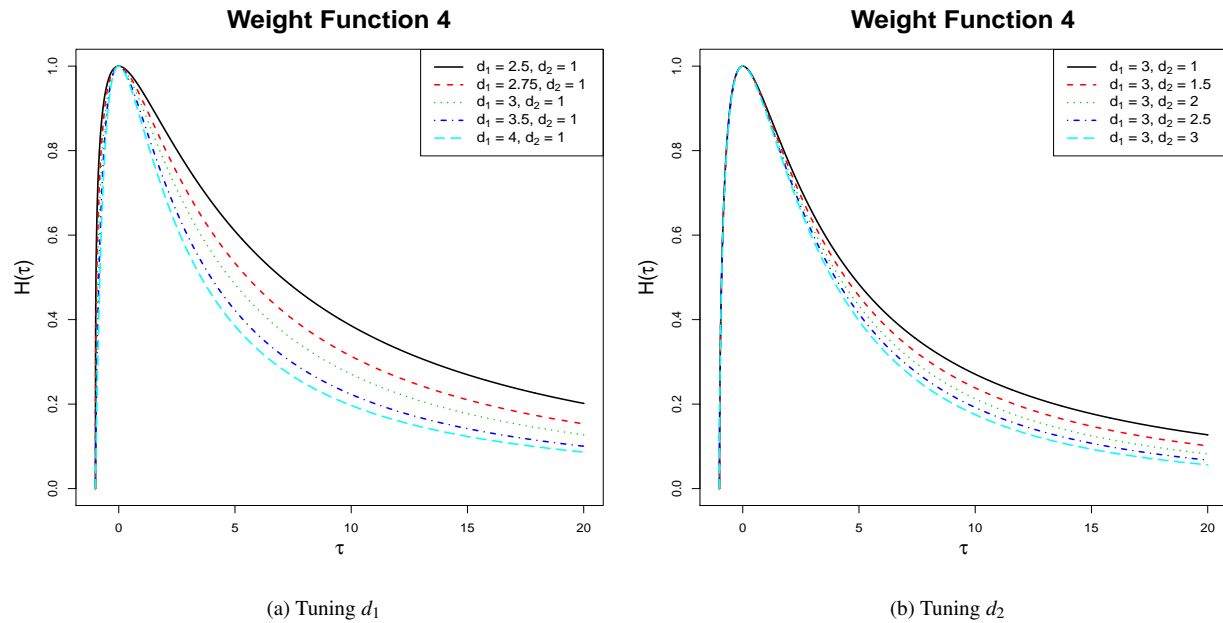 Weight Function 4
H(τ)
1.0
0.8
0.6
0.4
0.2
0.0
d₁ = 2.5, d₂ = 1
d₁ = 2.75, d₂ = 1
d₁ = 3, d₂ = 1
d₁ = 3.5, d₂ = 1
d₁ = 4, d₂ = 1
0 5 10 15 20
τ
(a) Tuning d₁
Weight Function 4
H(τ)
1.0
0.8
0.6
0.4
0.2
0.0
d₁ = 3, d₂ = 1
d₁ = 3, d₂ = 1.5
d₁ = 3, d₂ = 2
d₁ = 3, d₂ = 2.5
d₁ = 3, d₂ = 3
0 5 10 15 20
τ
(b) Tuning d₂